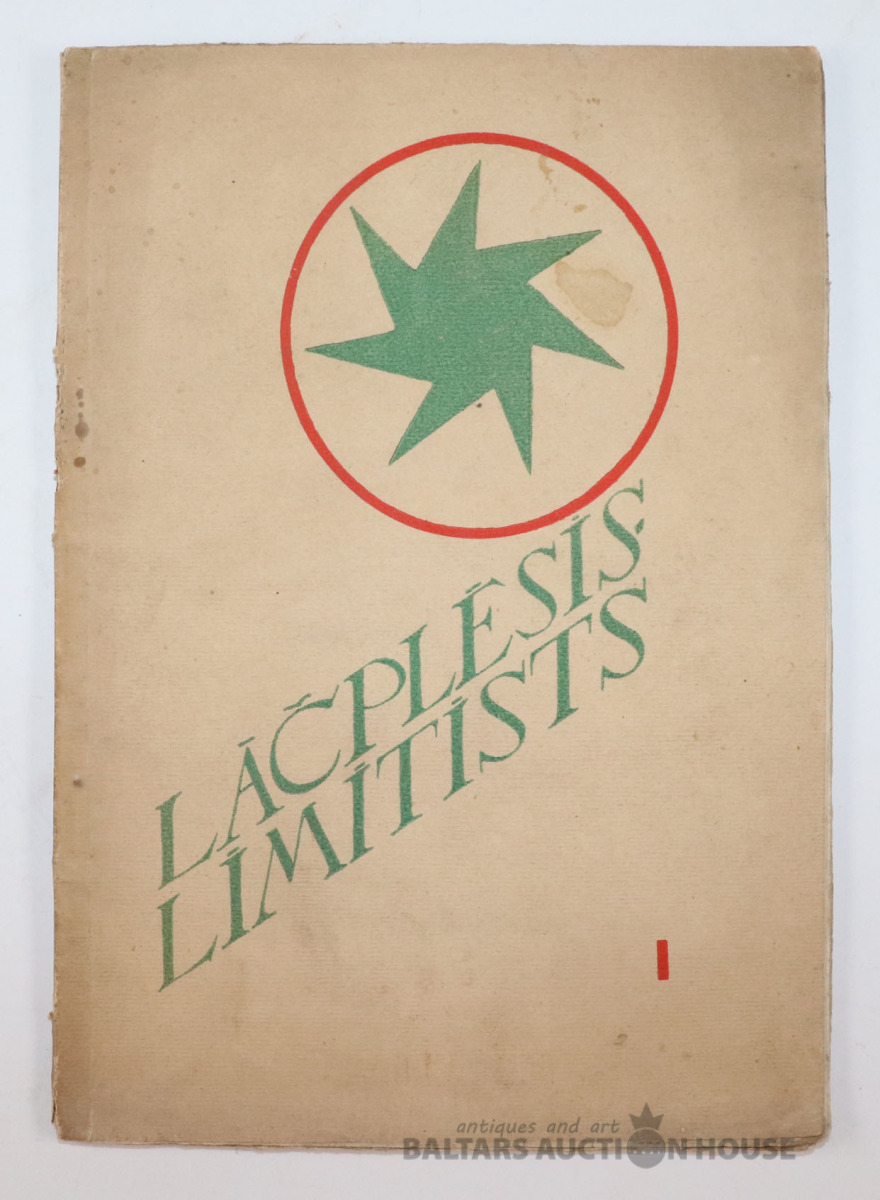 LĀČPLĒSIS-
LIMITISTS
I
antiques and art
BALTARS AUCTION HOUSE